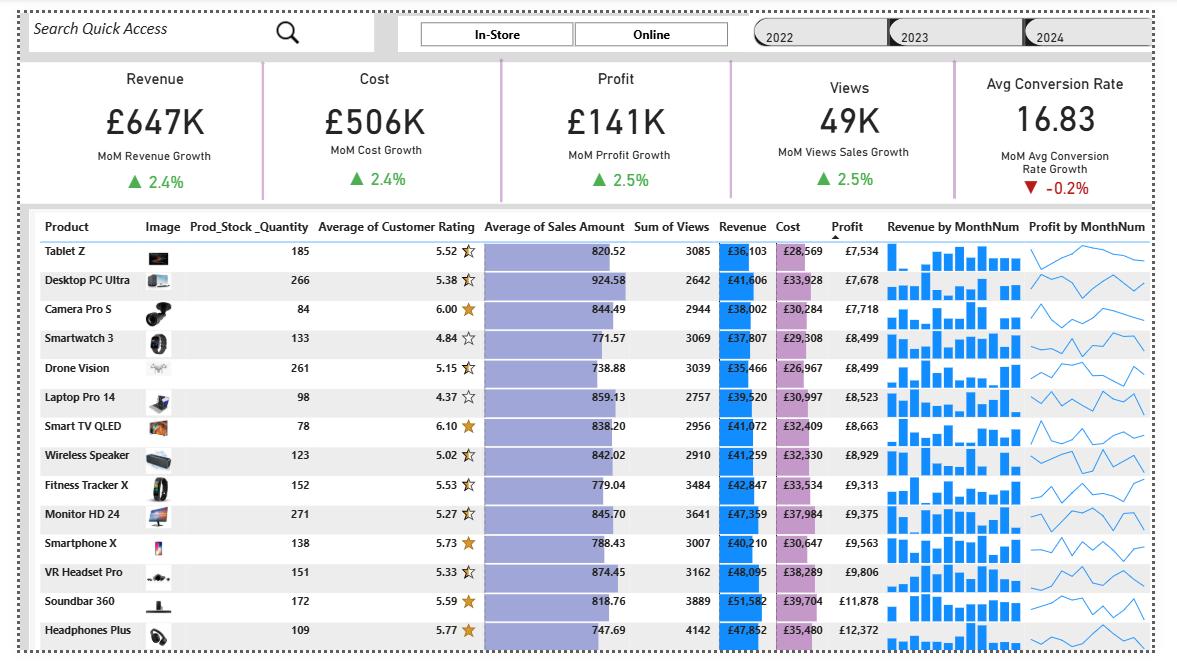 Search Quick Access
In-Store Online 2022 2023 2024
Revenue Cost Profit Views Avg Conversion Rate
£647K £506K £141K 49K 16.83
MoM Revenue Growth MoM Cost Growth MoM Prrofit Growth MoM Views Sales Growth MoM Avg Conversion
Rate Growth
▲ 2.4% ▲ 2.4% ▲ 2.5% ▲ 2.5% ▼ -0.2%
Product Image Prod_Stock _Quantity Average of Customer Rating Average of Sales Amount Sum of Views Revenue Cost Profit Revenue by MonthNum Profit by MonthNum
Tablet Z 185 5.52 820.52 3085 £36,103 £28,569 £7,534
Desktop PC Ultra 266 5.38 924.58 2642 £41,606 £33,928 £7,678
Camera Pro S 84 6.00 844.49 2944 £38,002 £30,284 £7,718
Smartwatch 3 133 4.84 771.57 3069 £37,807 £29,308 £8,499
Drone Vision 261 5.15 738.88 3039 £35,466 £26,967 £8,499
Laptop Pro 14 98 4.37 859.13 2757 £39,520 £30,997 £8,523
Smart TV QLED 78 6.10 838.20 2956 £41,072 £32,409 £8,663
Wireless Speaker 123 5.02 842.02 2910 £41,259 £32,330 £8,929
Fitness Tracker X 152 5.53 779.04 3484 £42,847 £33,534 £9,313
Monitor HD 24 271 5.27 845.70 3641 £47,359 £37,984 £9,375
Smartphone X 138 5.73 788.43 3007 £40,210 £30,647 £9,563
VR Headset Pro 151 5.33 874.45 3162 £48,095 £38,289 £9,806
Soundbar 360 172 5.59 818.76 3889 £51,582 £39,704 £11,878
Headphones Plus 109 5.77 747.69 4142 £47,852 £35,480 £12,372